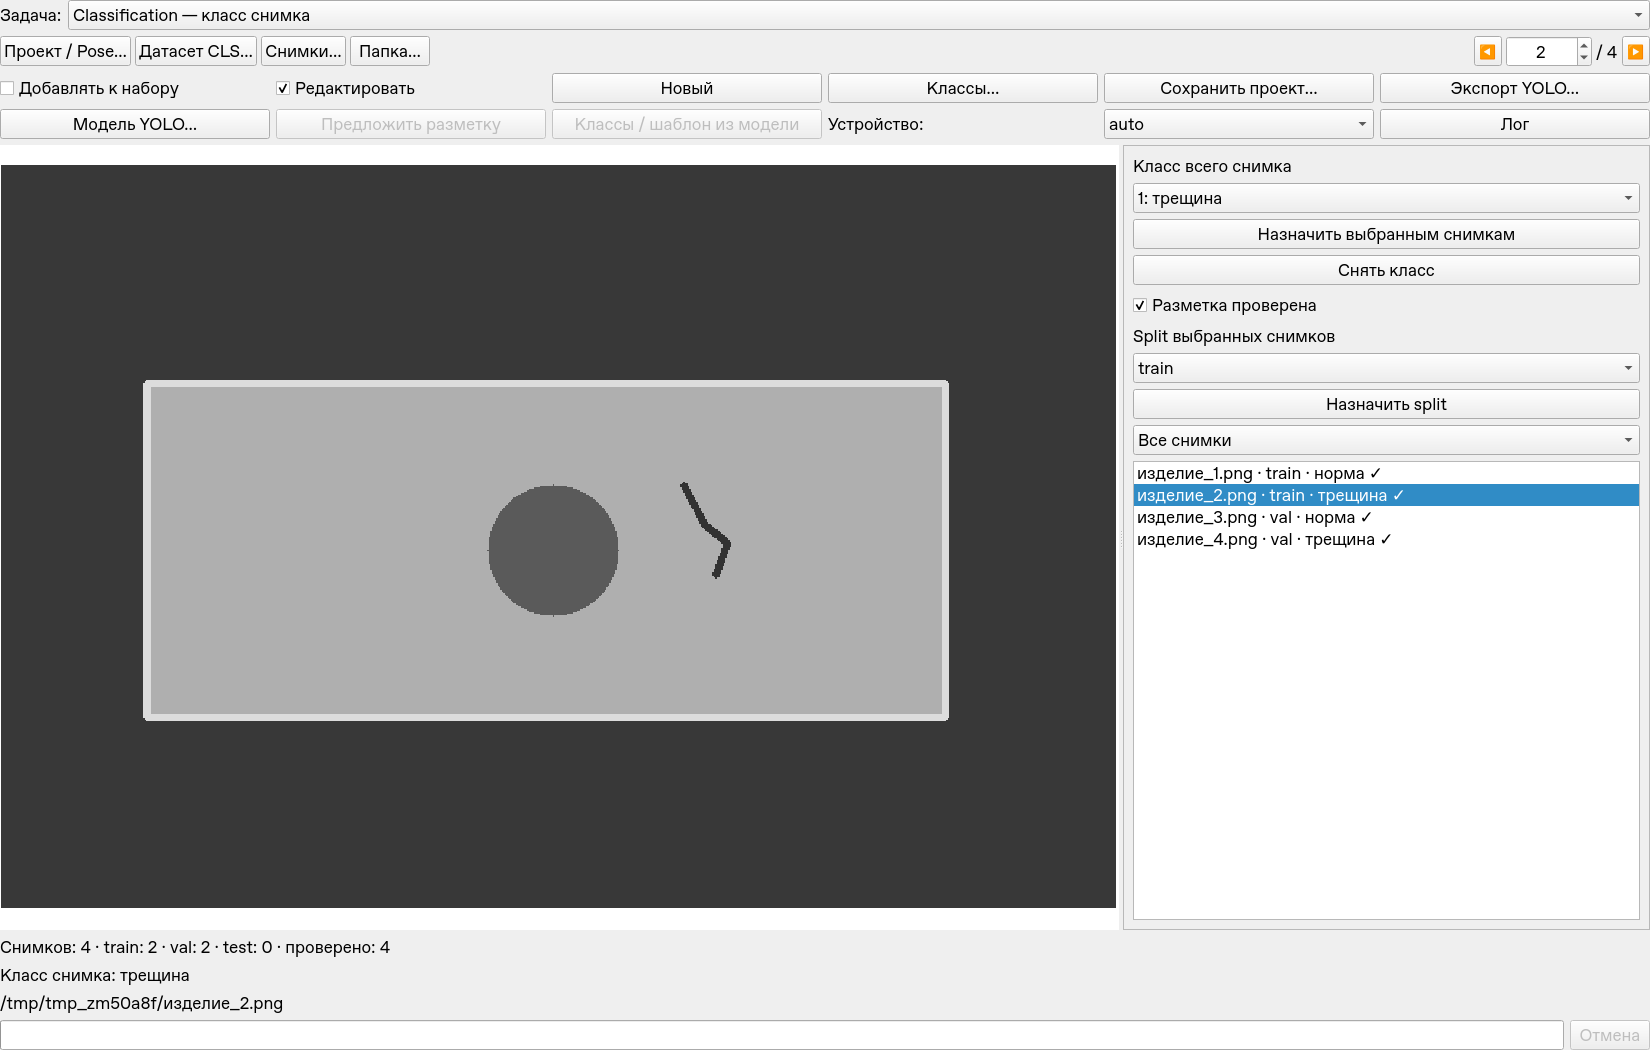 Задача: Classification — класс снимка
Проект / Pose... Датасет CLS... Снимки... Папка... 2 / 4
Добавлять к набору Редактировать Новый Классы... Сохранить проект... Экспорт YOLO...
Модель YOLO... Предложить разметку Классы / шаблон из модели Устройство: auto Лог
Класс всего снимка
1: трещина
Назначить выбранным снимкам
Снять класс
Разметка проверена
Split выбранных снимков
train
Назначить split
Все снимки
изделие_1.png · train · норма ✓
изделие_2.png · train · трещина ✓
изделие_3.png · val · норма ✓
изделие_4.png · val · трещина ✓
Снимков: 4 · train: 2 · val: 2 · test: 0 · проверено: 4
Класс снимка: трещина
/tmp/tmp_zm50a8f/изделие_2.png
Отмена